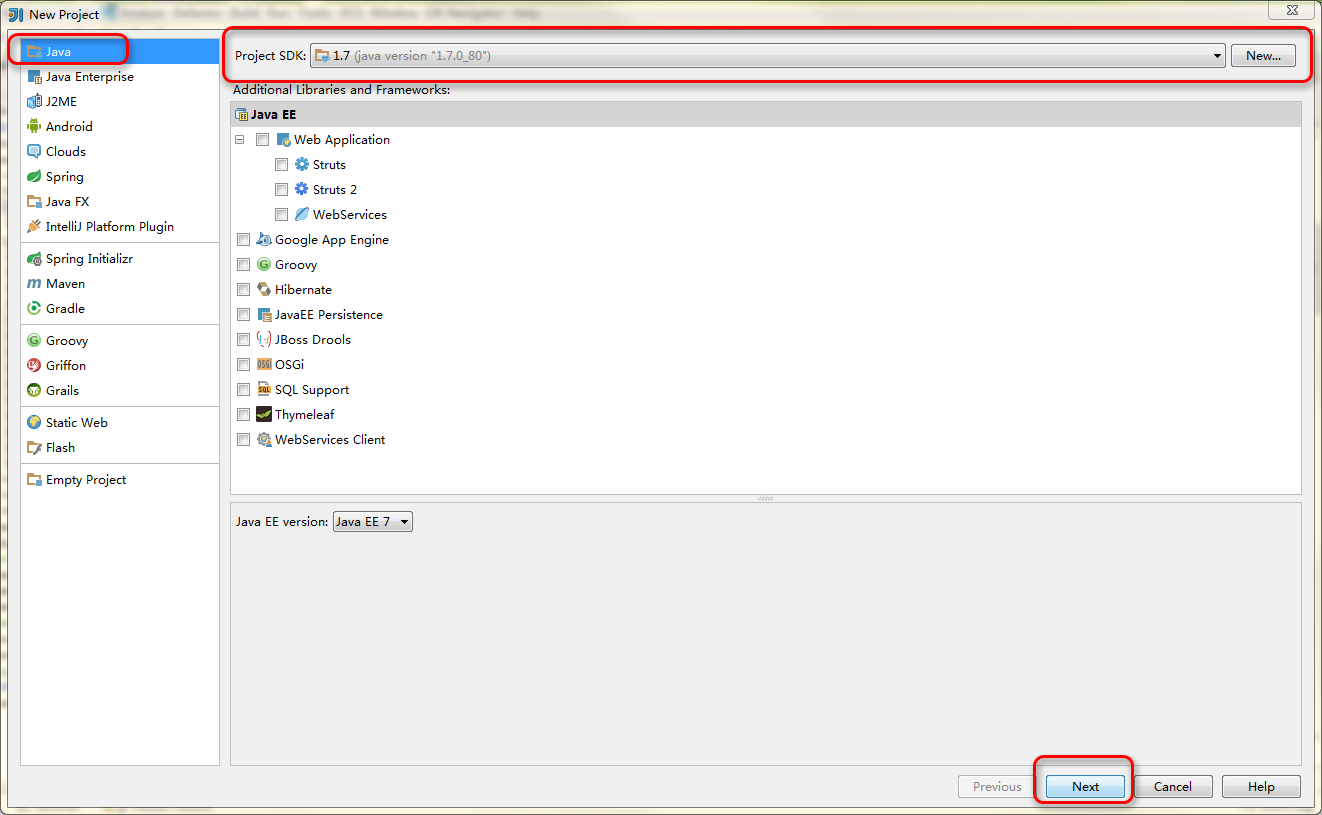 New Project
Java
Java Enterprise
J2ME
Android
Clouds
Spring
Java FX
IntelliJ Platform Plugin
Spring Initializr
Maven
Gradle
Groovy
Griffon
Grails
Static Web
Flash
Empty Project
Project SDK: 1.7 (java version "1.7.0_80") New...
Additional Libraries and Frameworks:
Java EE
Web Application
Struts
Struts 2
WebServices
Google App Engine
Groovy
Hibernate
JavaEE Persistence
JBoss Drools
OSGi
SQL Support
Thymeleaf
WebServices Client
Java EE version: Java EE 7
Previous Next Cancel Help